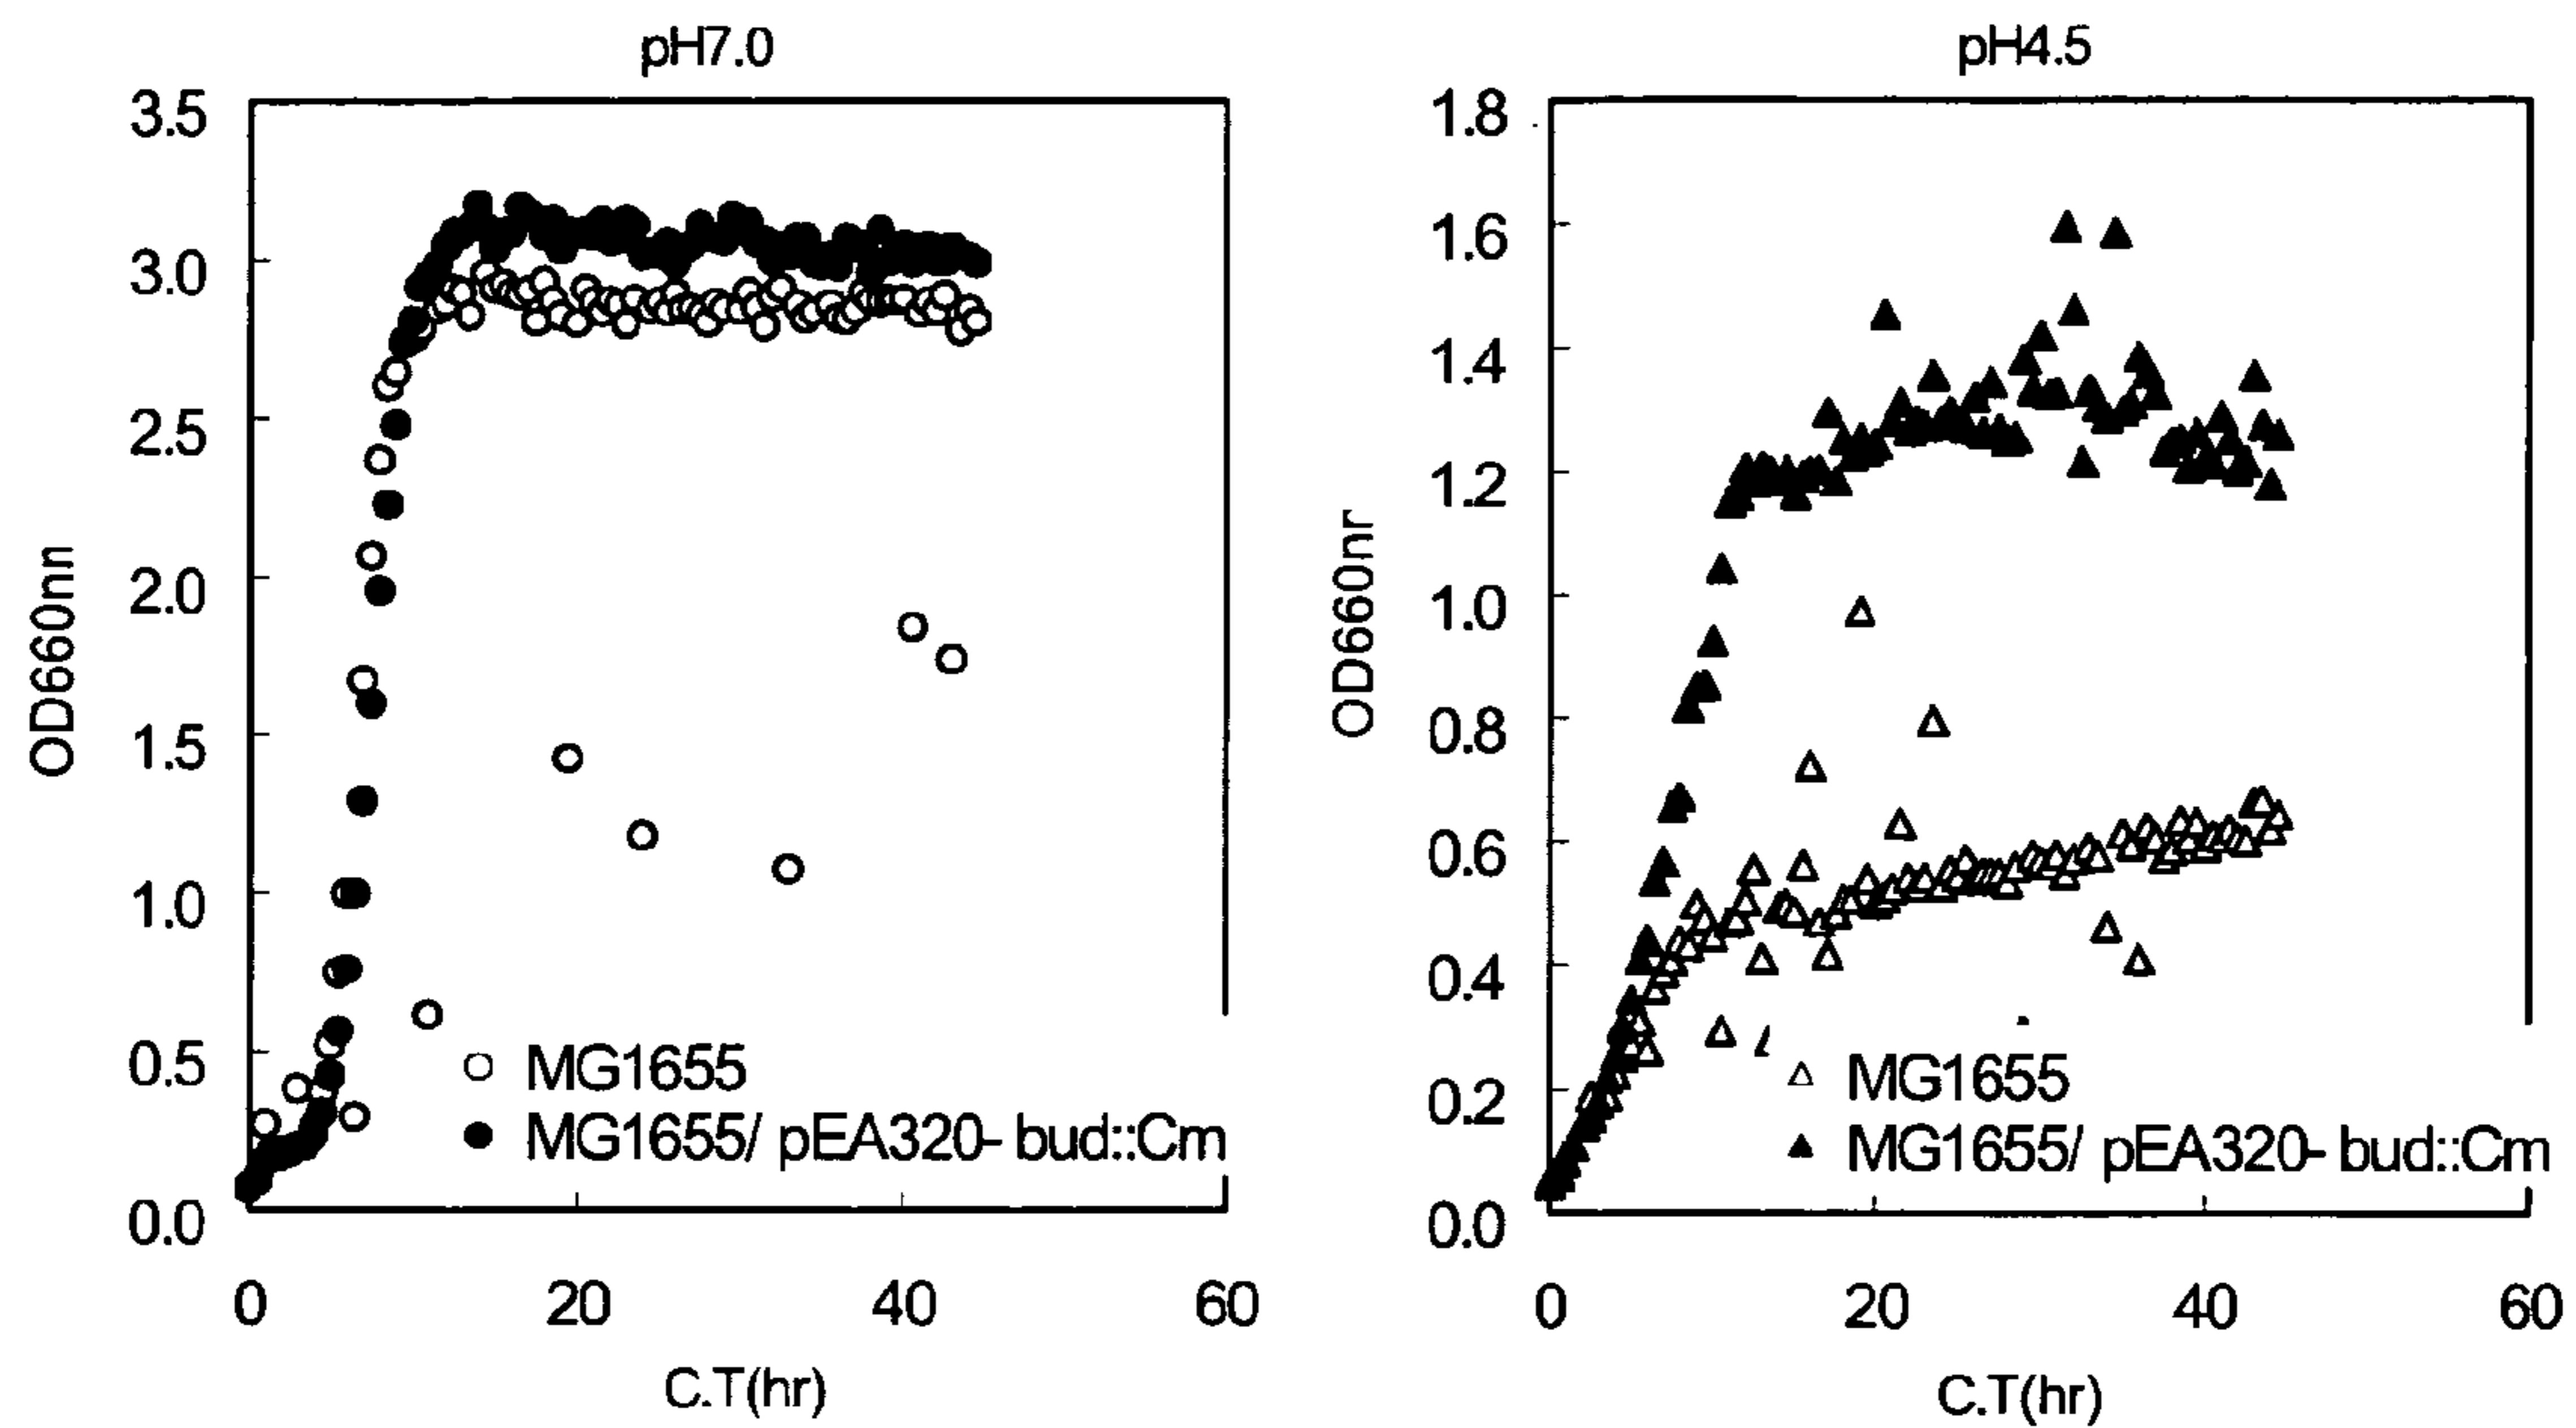 pH7.0
3.5
3.0
2.5
2.0
1.5
1.0
0.5
0.0
OD660nn
0 20 40 60
C.T(hr)
MG1655
MG1655/ pEA320- bud::Cm
pH4.5
1.8
1.6
1.4
1.2
1.0
0.8
0.6
0.4
0.2
0.0
OD660nr
0 20 40 60
C.T(hr)
MG1655
MG1655/ pEA320- bud::Cm